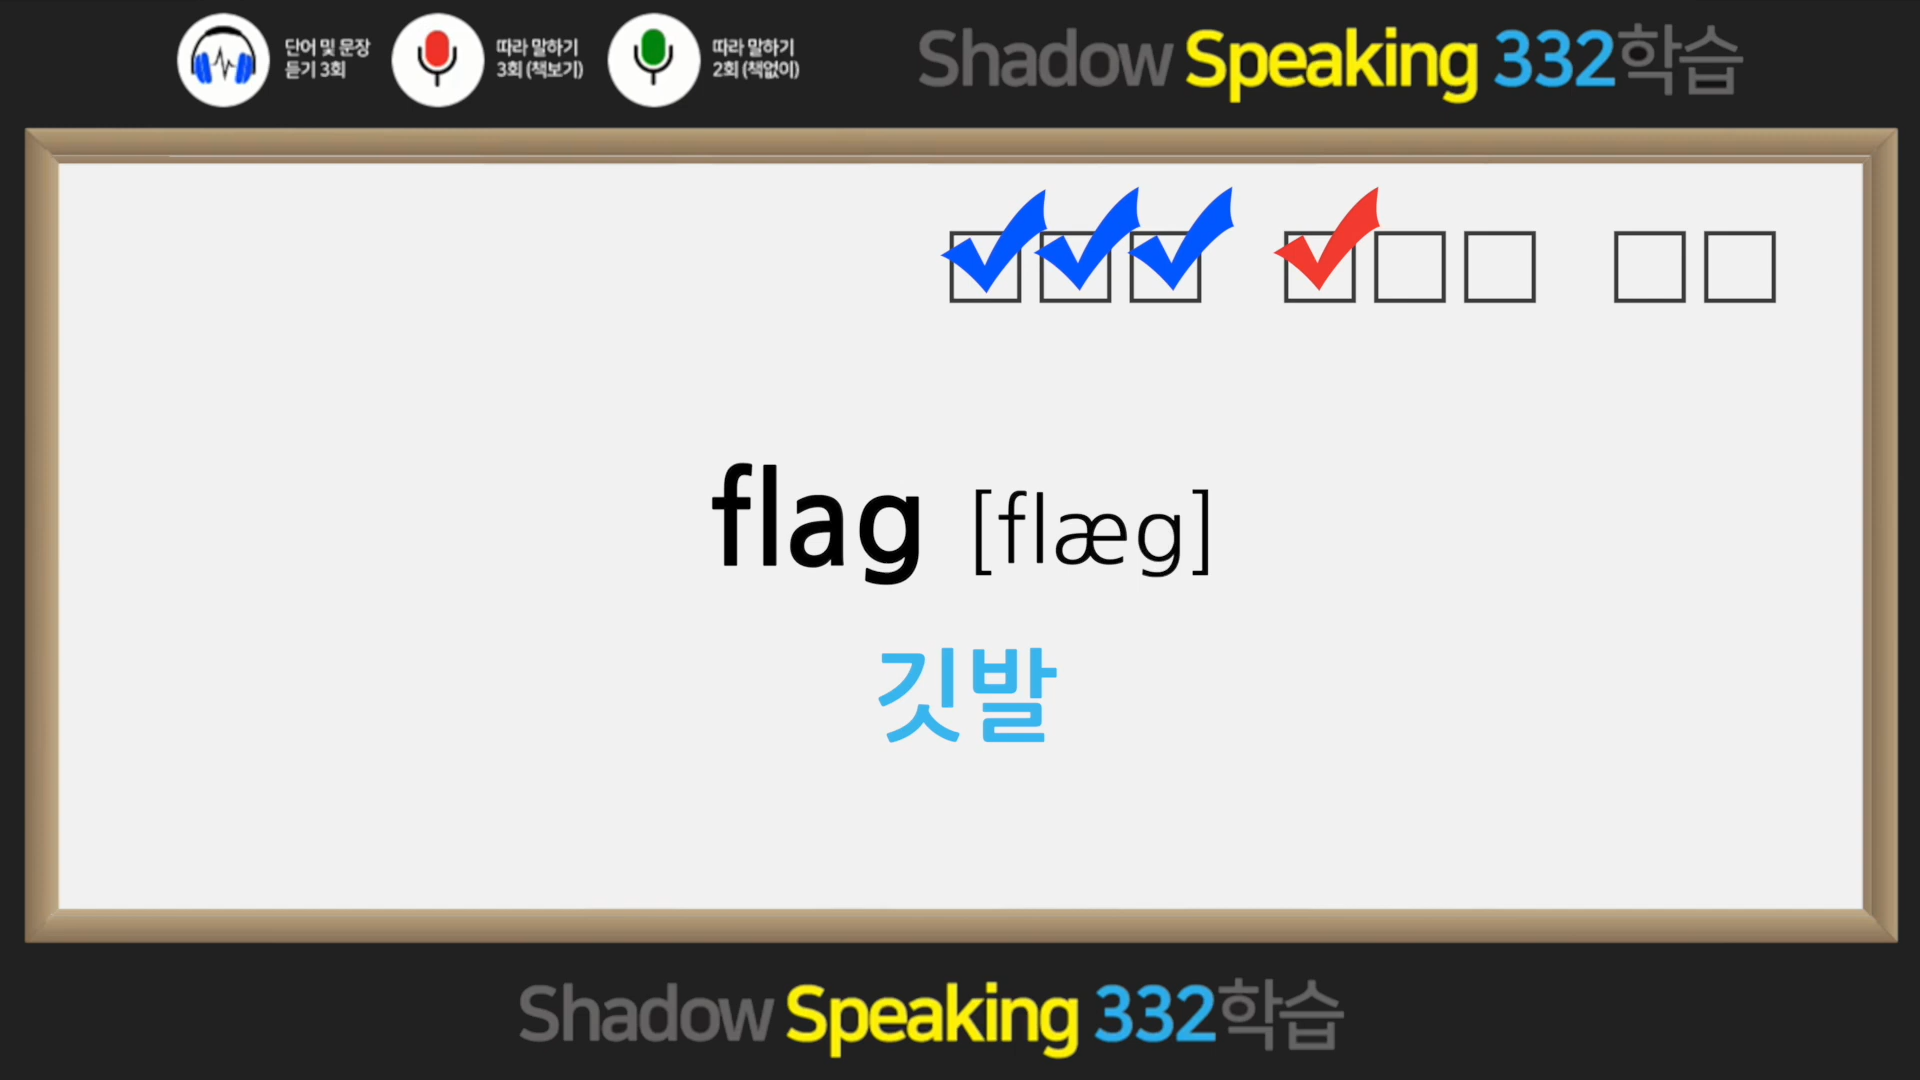 단어 및 문장
듣기 3회
따라 말하기
3회 (책보기)
따라 말하기
2회 (책없이)
Shadow Speaking 332학습
flag [flæg]
깃발
Shadow Speaking 332학습